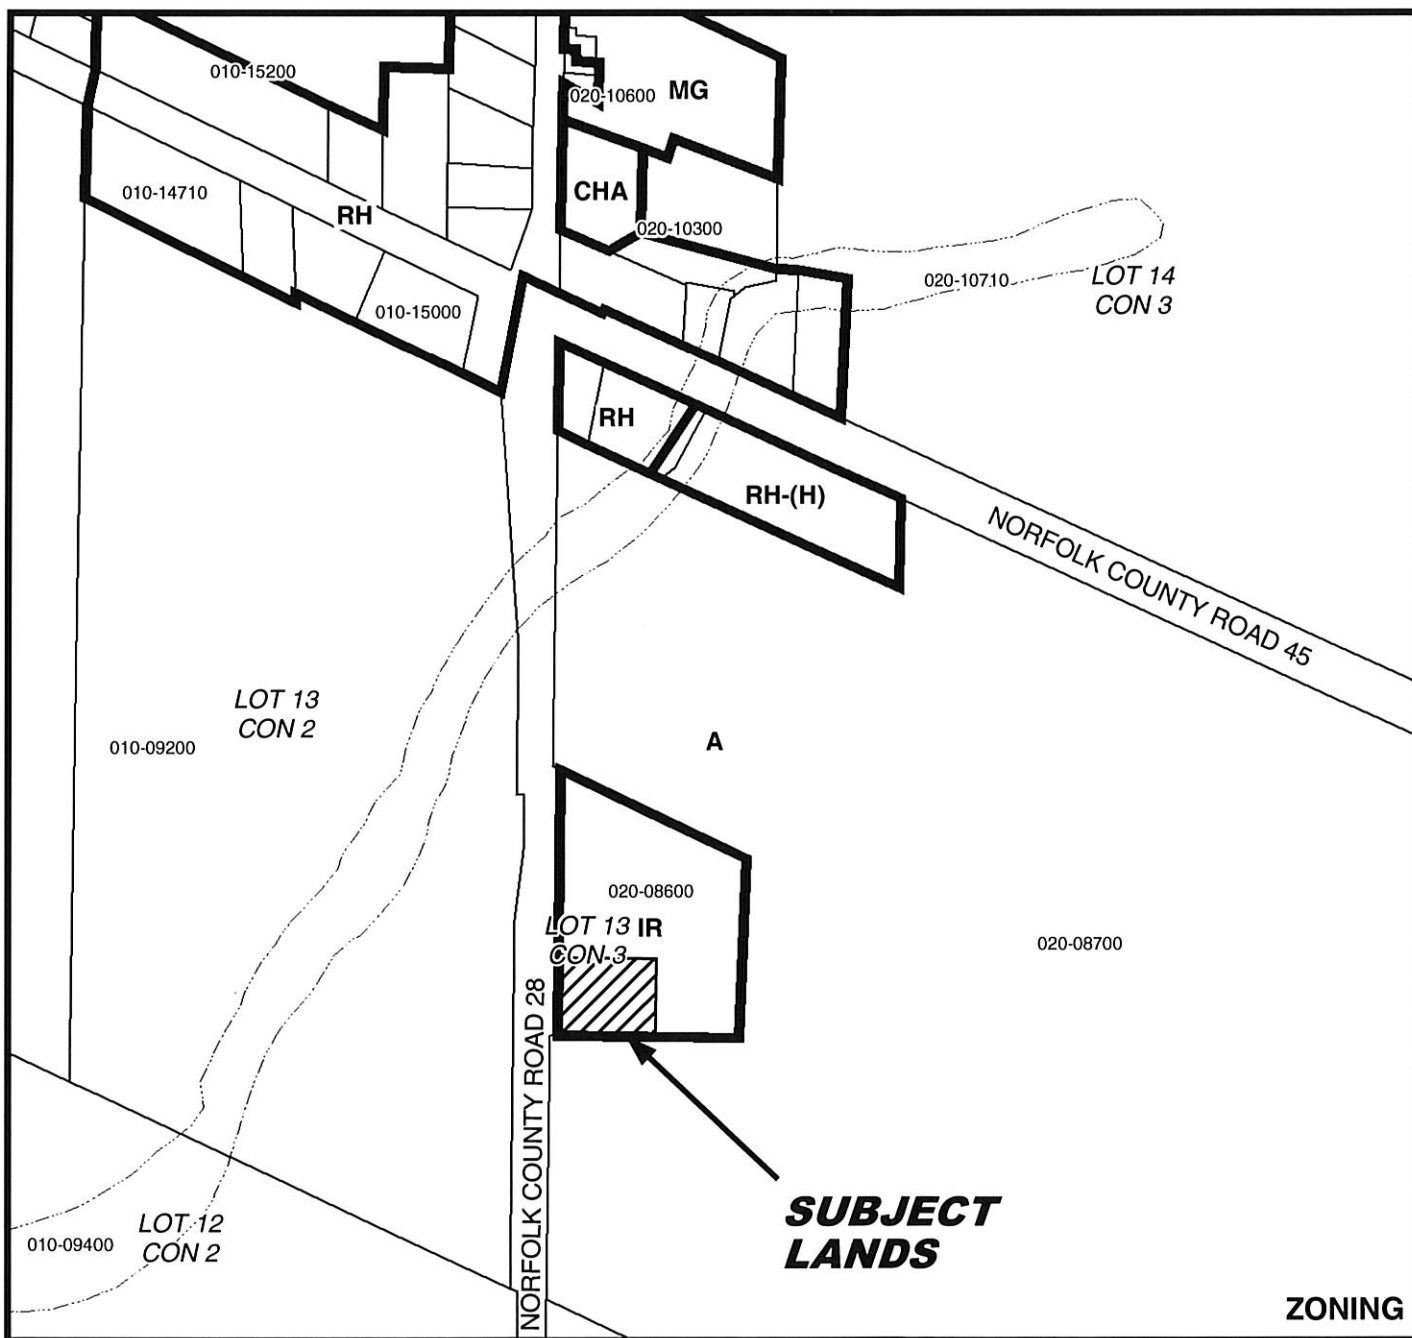 010-15200
020-10600
MG
010-14710
RH
CHA
020-10300
020-10710
LOT 14
CON 3
010-15000
RH
RH-(H)
NORFOLK COUNTY ROAD 45
LOT 13
CON 2
010-09200
A
020-08600
LOT 13
CON 3
IR
020-08700
NORFOLK COUNTY ROAD 28
SUBJECT
LANDS
LOT 12
CON 2
010-09400
ZONING